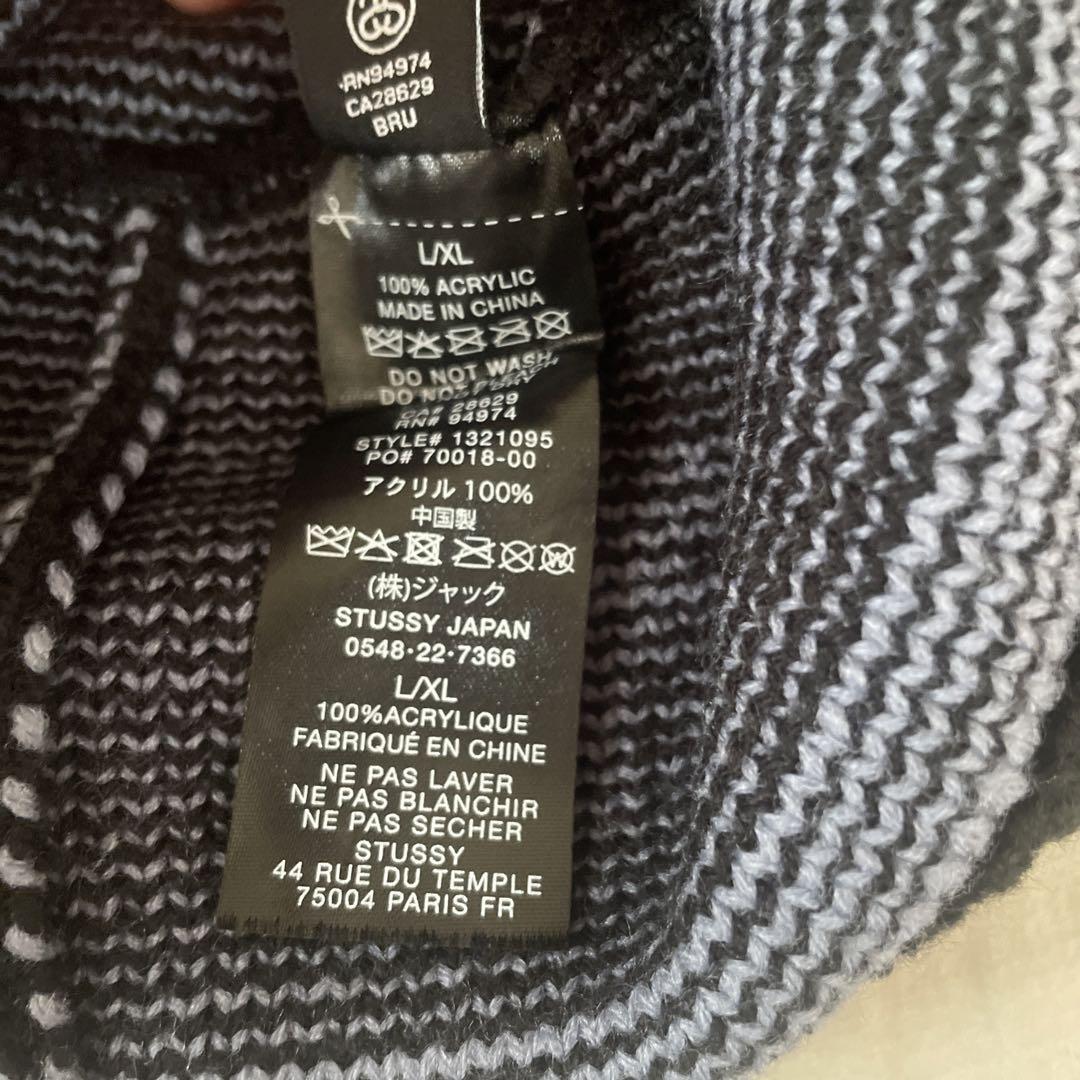 RN94974
CA28629
BRU
L/XL
100% ACRYLIC
MADE IN CHINA
DO NOT WASH,
DO NOT BLEACH
CA# 28629
RN# 94974
STYLE# 1321095
PO# 70018-00
アクリル 100%
中国製
(株)ジャック
STUSSY JAPAN
0548・22・7366
L/XL
100%ACRYLIQUE
FABRIQUÉ EN CHINE
NE PAS LAVER
NE PAS BLANCHIR
NE PAS SECHER
STUSSY
44 RUE DU TEMPLE
75004 PARIS FR